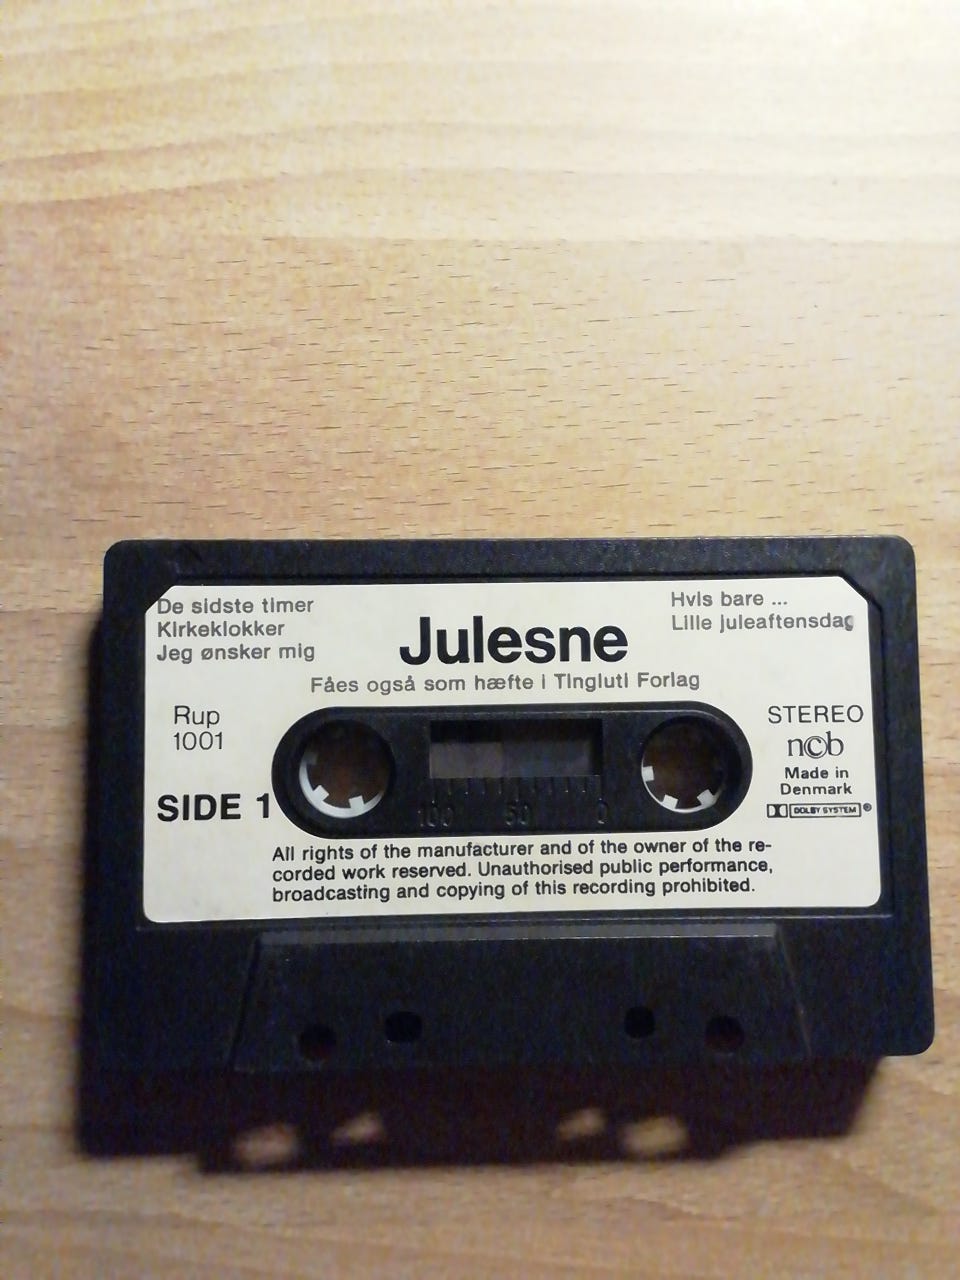 De sidste timer
Kirkeklokker
Jeg ønsker mig
Hvis bare ...
Lille juleaftensdag
Julesne
Fåes også som hæfte i Tingluti Forlag
Rup
1001
SIDE 1
STEREO
ncb
Made in
Denmark
DOLBY SYSTEM ®
100 50 0
All rights of the manufacturer and of the owner of the re-
corded work reserved. Unauthorised public performance,
broadcasting and copying of this recording prohibited.